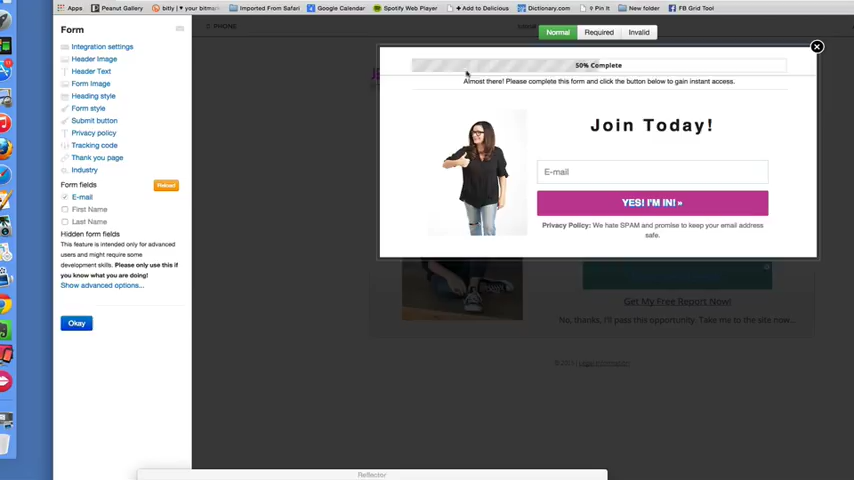 Apps Peanut Gallery bitly | ♥ your bitmar Imported From Safari Google Calendar Spotify Web Player + Add to Delicious Dictionary.com Pin It New folder FB Grid Tool
Form
Integration settings
Header Image
Header Text
Form Image
Heading style
Form style
Submit button
Privacy policy
Tracking code
Thank you page
Industry
Form fields Reload
E-mail
First Name
Last Name
Hidden form fields
This feature is intended only for advanced
users and might require some
development skills. Please only use this if
you know what you are doing!
Show advanced options...
Okay
PHONE
Normal Required Invalid
50% Complete
Almost there! Please complete this form and click the button below to gain instant access.
Join Today!
E-mail
YES! I'M IN! »
Privacy Policy: We hate SPAM and promise to keep your email address
safe.
Get My Free Report Now!
No, thanks, I'll pass this opportunity. Take me to the site now...
Legal Information
Reflector